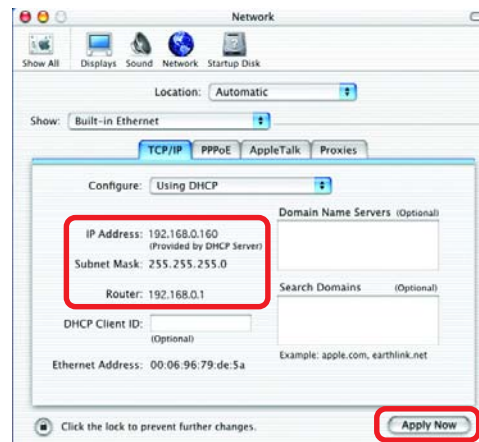 Network
Show All Displays Sound Network Startup Disk
Location: Automatic
Show: Built-in Ethernet
TCP/IP PPPoE AppleTalk Proxies
Configure: Using DHCP
Domain Name Servers (Optional)
IP Address: 192.168.0.160
(Provided by DHCP Server)
Subnet Mask: 255.255.255.0
Router: 192.168.0.1
Search Domains (Optional)
DHCP Client ID:
(Optional)
Example: apple.com, earthlink.net
Ethernet Address: 00:06:96:79:de:5a
Click the lock to prevent further changes.
Apply Now